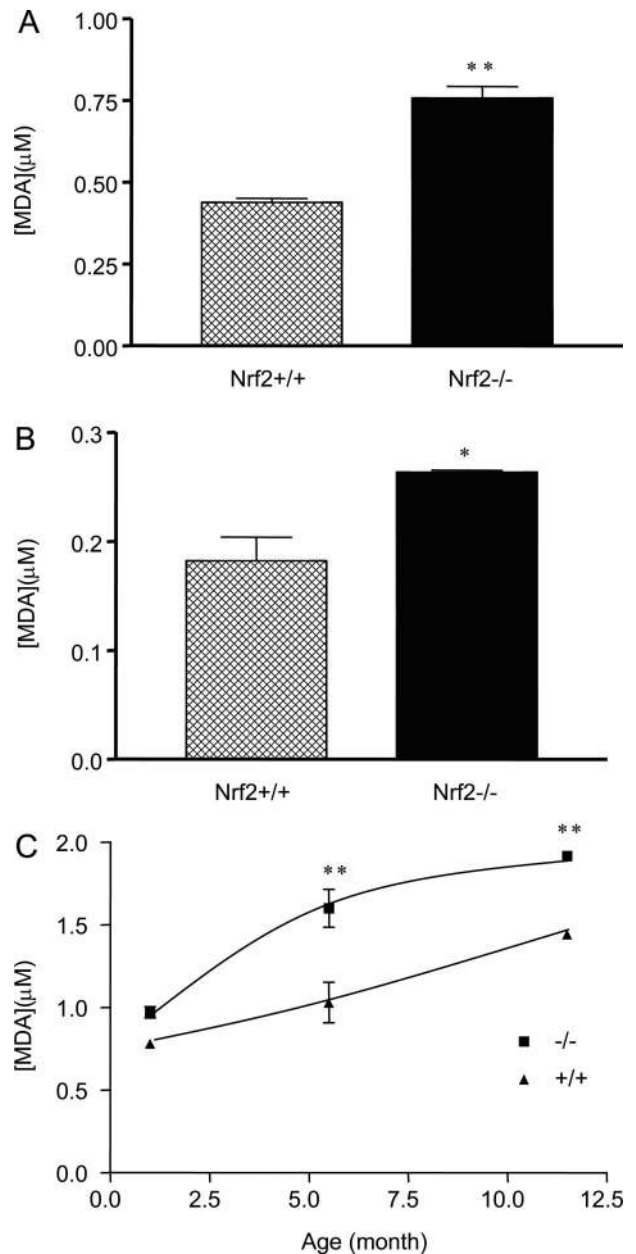 A
1.00
0.75
0.50
0.25
0.00
[MDA](μM)
**
Nrf2+/+ Nrf2-/-
B
0.3
0.2
0.1
0.0
[MDA](μM)
*
Nrf2+/+ Nrf2-/-
C
2.0
1.5
1.0
0.5
0.0
[MDA](μM)
**
**
-/-
+/+
0.0 2.5 5.0 7.5 10.0 12.5
Age (month)